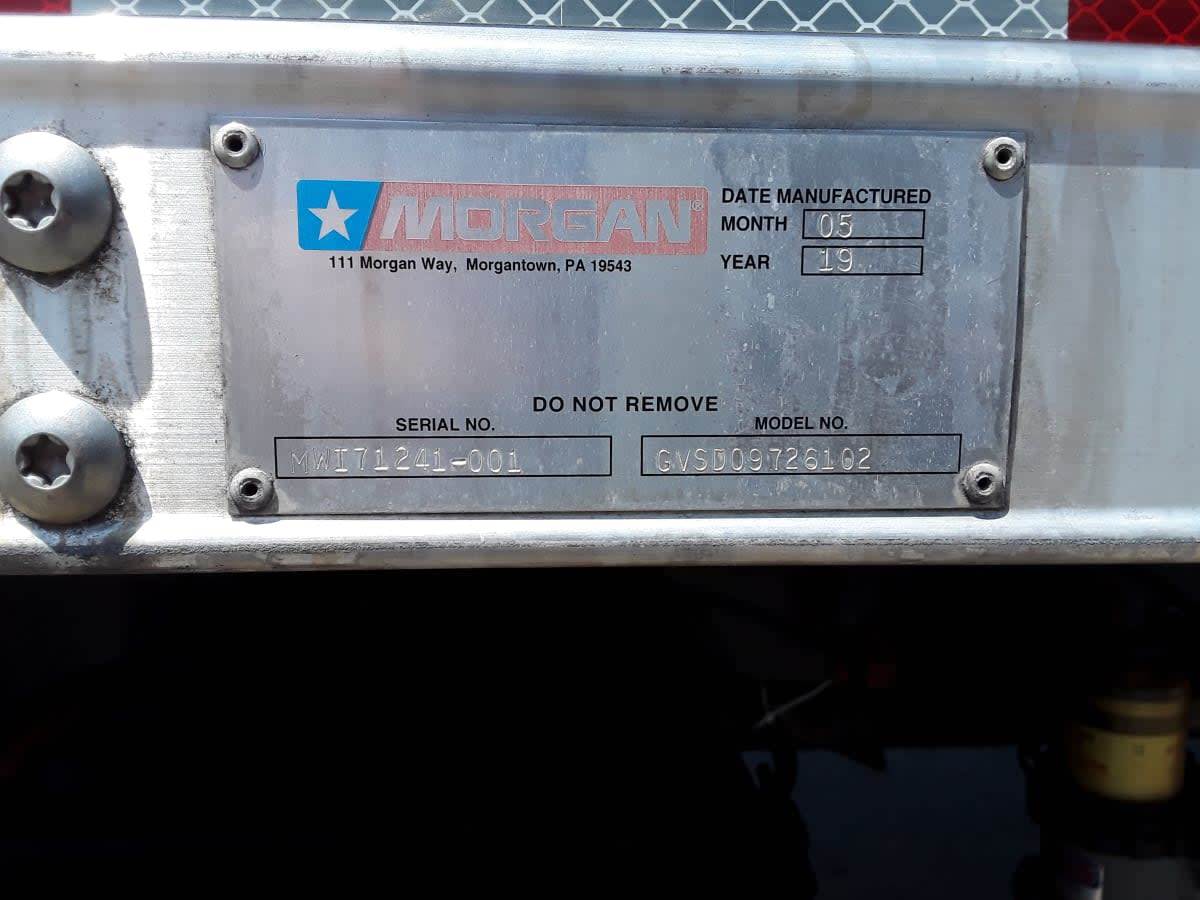 MORGAN®
111 Morgan Way, Morgantown, PA 19543
DATE MANUFACTURED
MONTH 05
YEAR 19
DO NOT REMOVE
SERIAL NO.
MWI71241-001
MODEL NO.
GVSD09726102